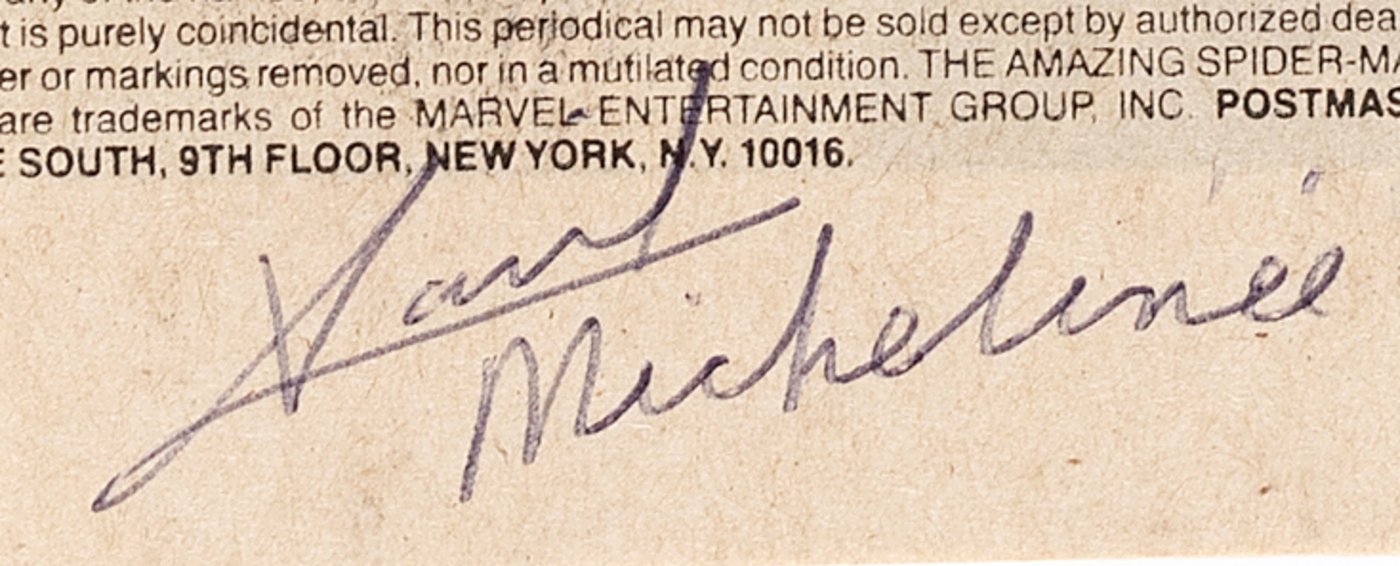 t is purely coincidental. This periodical may not be sold except by authorized dea
er or markings removed, nor in a mutilated condition. THE AMAZING SPIDER-MA
are trademarks of the MARVEL ENTERTAINMENT GROUP, INC. POSTMAS
E SOUTH, 9TH FLOOR, NEW YORK, N.Y. 10016.
Michelinie